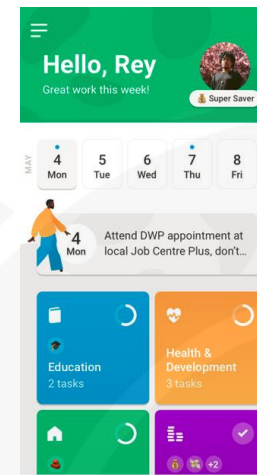 Hello, Rey
Great work this week!
Super Saver
MAY
4 5 6 7 8
Mon Tue Wed Thu Fri
4
Mon
Attend DWP appointment at
local Job Centre Plus, don't...
Education
2 tasks
Health &
Development
3 tasks
+2